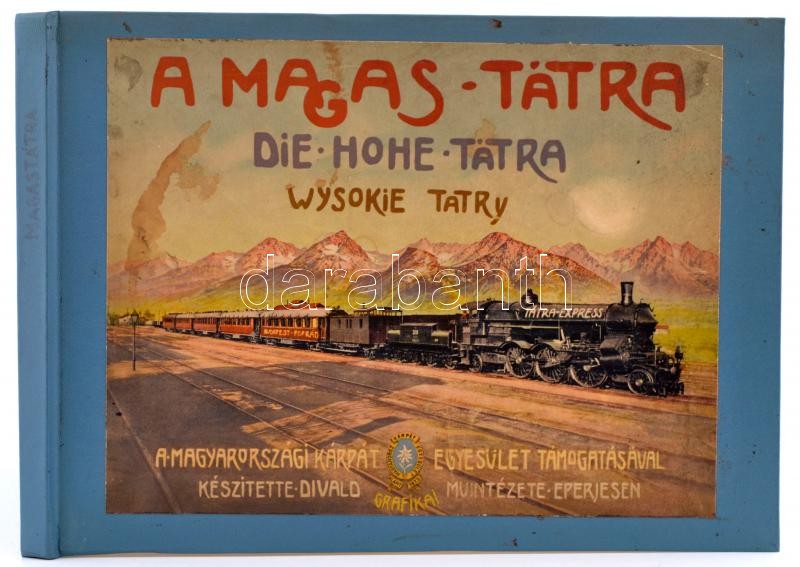 MAGASTÁTRA
A MAGAS-TÁTRA
DIE·HOHE·TÁTRA
WYSOKIE TATRY
darabanth
TÁTRA-EXPRESS
BUDAPEST-POPRÁD
A·MAGYARORSZÁGI KÁRPÁT EGYESÜLET TÁMOGATÁSÁVAL
KÉSZITETTE·DIVALD GRAFIKAI MŰINTÉZETE·EPERJESEN